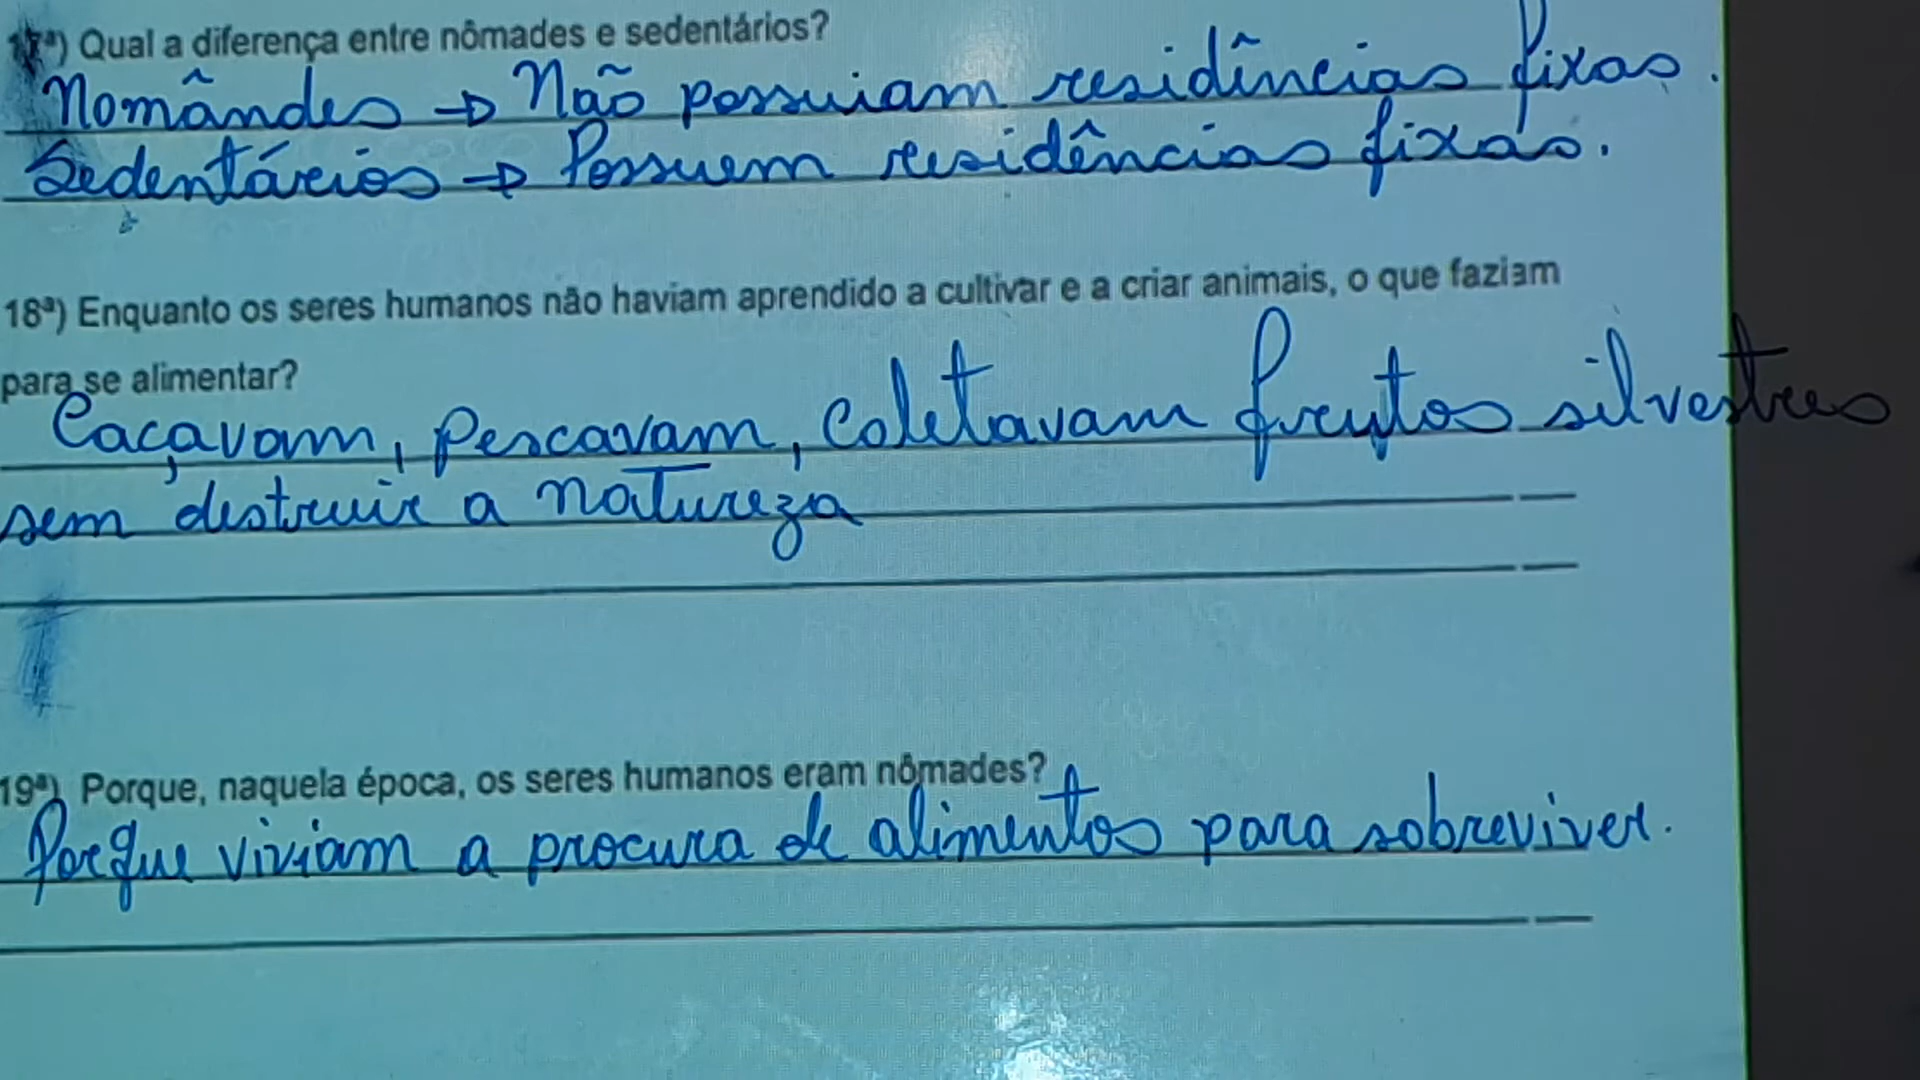 17ª) Qual a diferença entre nômades e sedentários?
Nomândes → Não possuiam residências fixas.
Sedentários → Possuem residências fixas.
18ª) Enquanto os seres humanos não haviam aprendido a cultivar e a criar animais, o que faziam
para se alimentar?
Caçavam, pescavam, coletavam frutos silvestres
sem destruir a natureza
19ª) Porque, naquela época, os seres humanos eram nômades?
Porque viviam a procura de alimentos para sobreviver.